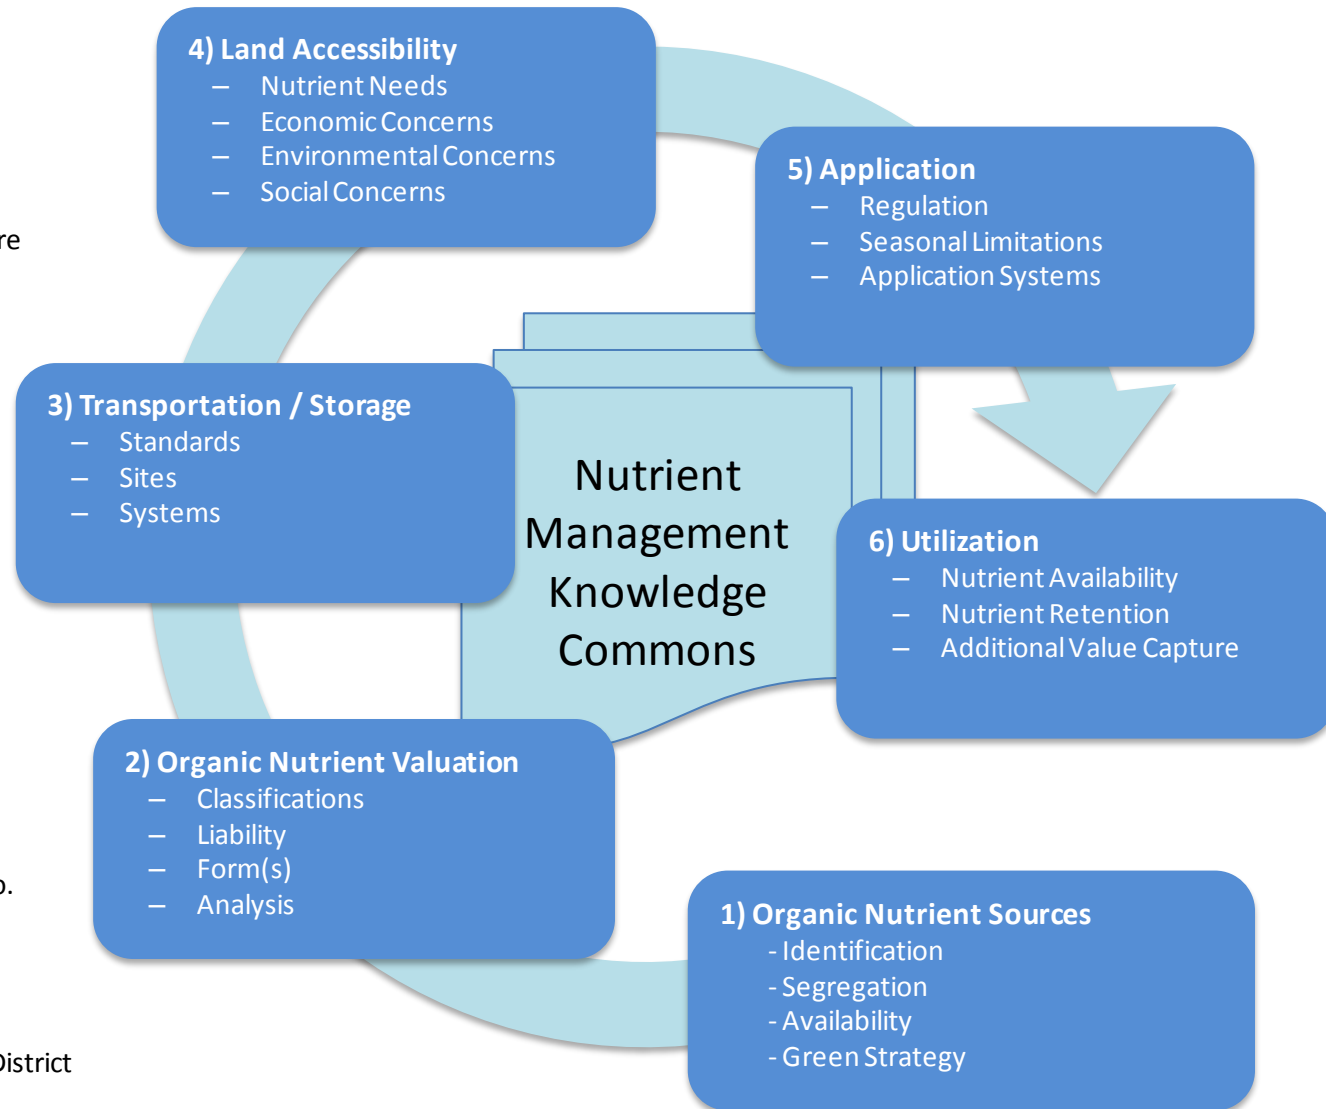 4) Land Accessibility
– Nutrient Needs
– Economic Concerns
– Environmental Concerns
– Social Concerns
5) Application
– Regulation
– Seasonal Limitations
– Application Systems
re
3) Transportation / Storage
– Standards
– Sites
– Systems
Nutrient
Management
Knowledge
Commons
6) Utilization
– Nutrient Availability
– Nutrient Retention
– Additional Value Capture
2) Organic Nutrient Valuation
– Classifications
– Liability
– Form(s)
– Analysis
o.
1) Organic Nutrient Sources
- Identification
- Segregation
- Availability
- Green Strategy
District